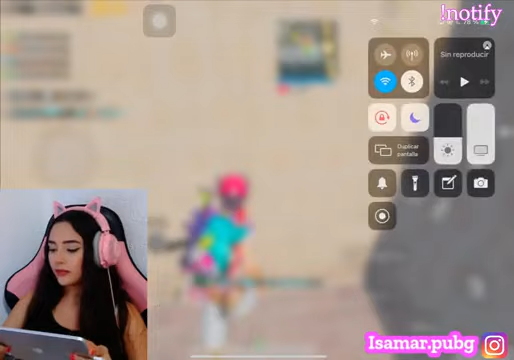 !notify
Sin reproducir
Duplicar
pantalla
Isamar.pubg